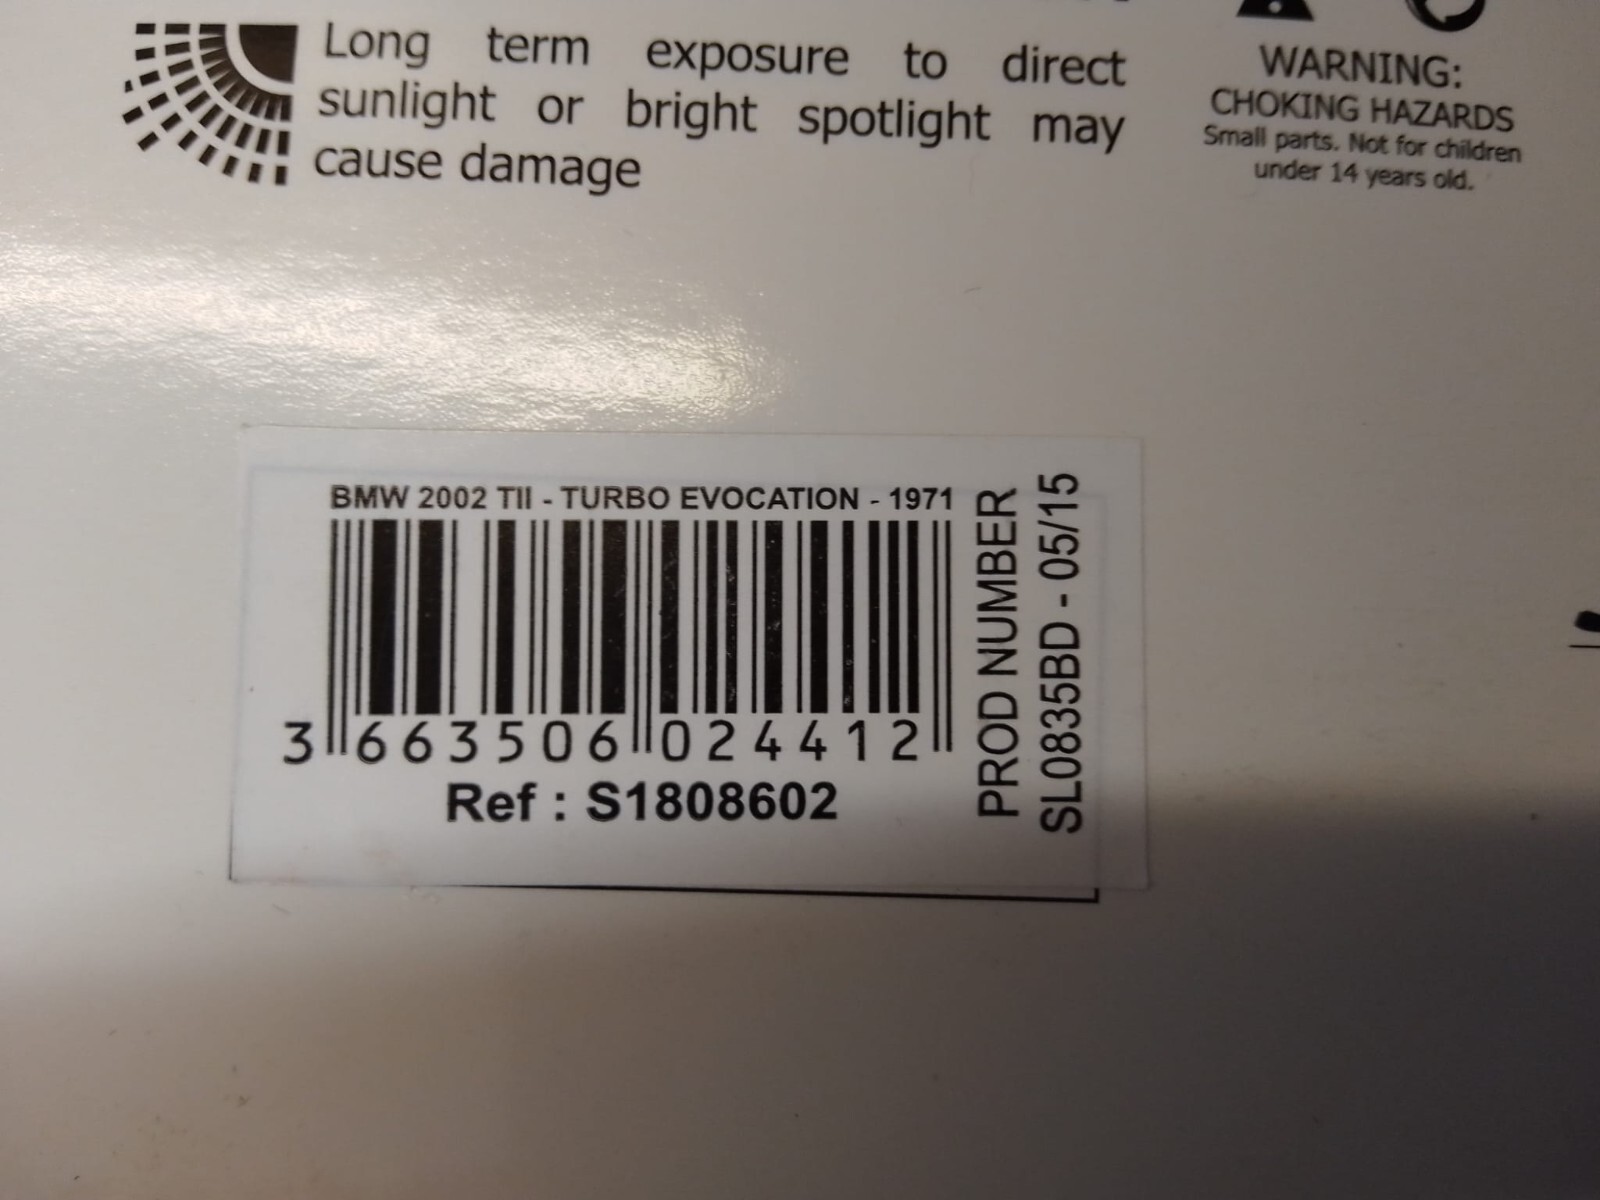 Long term exposure to direct
sunlight or bright spotlight may
cause damage
WARNING:
CHOKING HAZARDS
Small parts. Not for children
under 14 years old.
BMW 2002 TII - TURBO EVOCATION - 1971
3 663506 024412
Ref : S1808602
PROD NUMBER
SL0835BD - 05/15